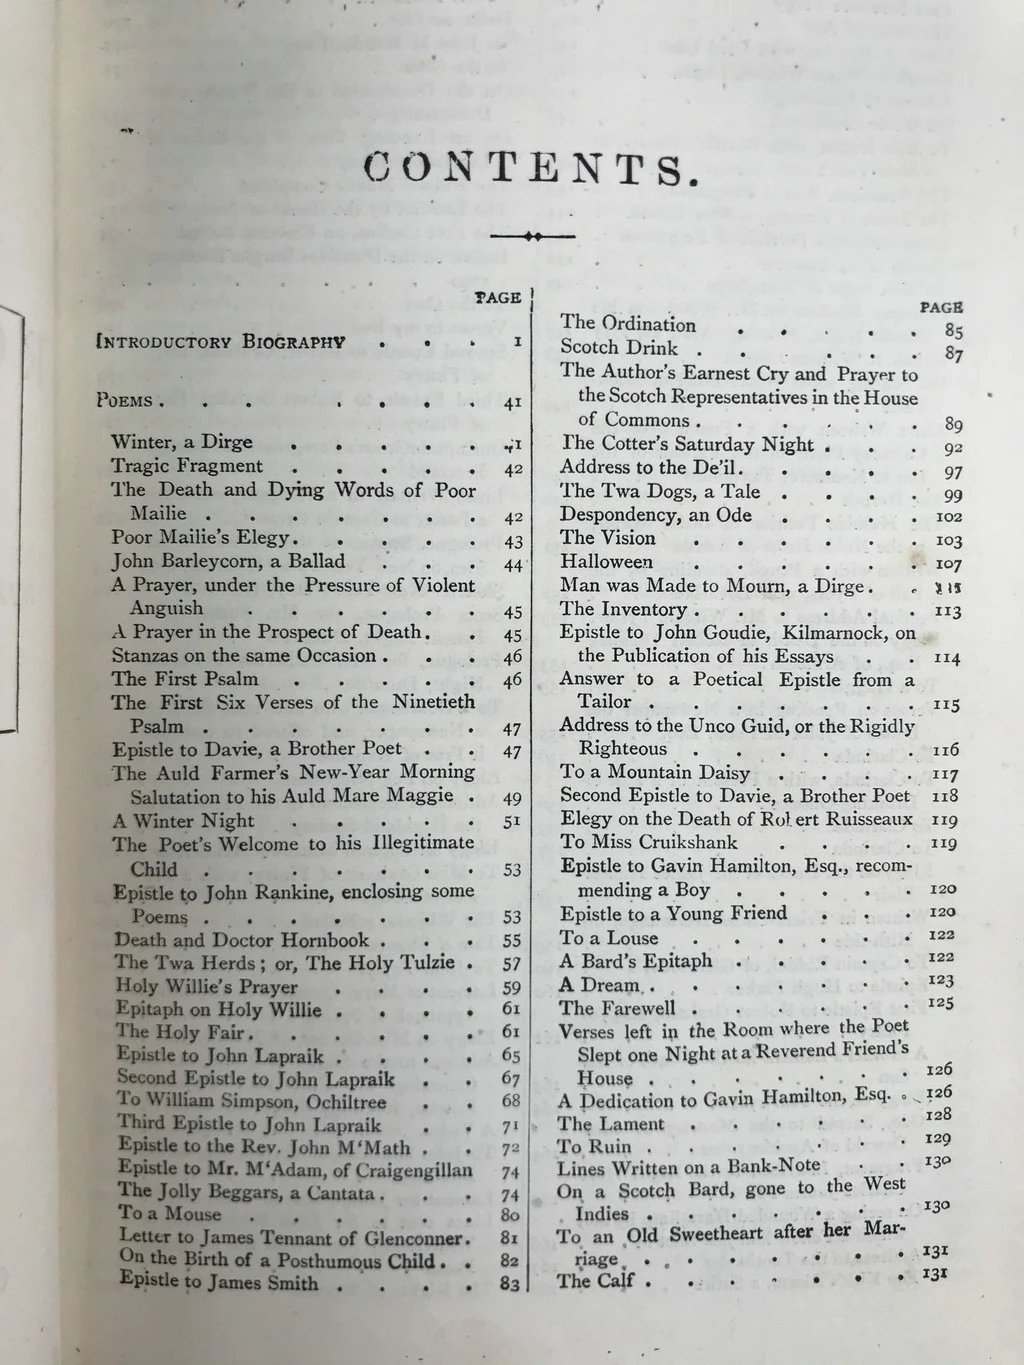 CONTENTS.
PAGE
INTRODUCTORY BIOGRAPHY . . . 1
POEMS . . . . . . . 41
Winter, a Dirge . . . . . 41
Tragic Fragment . . . . . 42
The Death and Dying Words of Poor
Mailie . . . . . . . 42
Poor Mailie's Elegy . . . . . 43
John Barleycorn, a Ballad . . . 44
A Prayer, under the Pressure of Violent
Anguish . . . . . . 45
A Prayer in the Prospect of Death . . 45
Stanzas on the same Occasion . . . 46
The First Psalm . . . . . 46
The First Six Verses of the Ninetieth
Psalm . . . . . . . 47
Epistle to Davie, a Brother Poet . . 47
The Auld Farmer's New-Year Morning
Salutation to his Auld Mare Maggie . 49
A Winter Night . . . . . 51
The Poet's Welcome to his Illegitimate
Child . . . . . . . 53
Epistle to John Rankine, enclosing some
Poems . . . . . . . 53
Death and Doctor Hornbook . . . 55
The Twa Herds; or, The Holy Tulzie . 57
Holy Willie's Prayer . . . . 59
Epitaph on Holy Willie . . . . 61
The Holy Fair . . . . . . 61
Epistle to John Lapraik . . . . 65
Second Epistle to John Lapraik . . 67
To William Simpson, Ochiltree . . 68
Third Epistle to John Lapraik . . 71
Epistle to the Rev. John M'Math . . 72
Epistle to Mr. M'Adam, of Craigengillan 74
The Jolly Beggars, a Cantata . . . 74
To a Mouse . . . . . . 80
Letter to James Tennant of Glenconner . 81
On the Birth of a Posthumous Child . . 82
Epistle to James Smith . . . . 83
PAGE
The Ordination . . . . . 85
Scotch Drink . . . . . . 87
The Author's Earnest Cry and Prayer to
the Scotch Representatives in the House
of Commons . . . . . . 89
The Cotter's Saturday Night . . . 92
Address to the De'il . . . . . 97
The Twa Dogs, a Tale . . . . 99
Despondency, an Ode . . . . 102
The Vision . . . . . . 103
Halloween . . . . . . 107
Man was Made to Mourn, a Dirge . .
The Inventory . . . . . . 113
Epistle to John Goudie, Kilmarnock, on
the Publication of his Essays . . 114
Answer to a Poetical Epistle from a
Tailor . . . . . . . 115
Address to the Unco Guid, or the Rigidly
Righteous . . . . . . 116
To a Mountain Daisy . . . . 117
Second Epistle to Davie, a Brother Poet 118
Elegy on the Death of Robert Ruisseaux 119
To Miss Cruikshank . . . . 119
Epistle to Gavin Hamilton, Esq., recom-
mending a Boy . . . . . 120
Epistle to a Young Friend . . . 120
To a Louse . . . . . . 122
A Bard's Epitaph . . . . . 122
A Dream . . . . . . . 123
The Farewell . . . . . . 125
Verses left in the Room where the Poet
Slept one Night at a Reverend Friend's
House . . . . . . . 126
A Dedication to Gavin Hamilton, Esq. . . 126
The Lament . . . . . . 128
To Ruin . . . . . . . 129
Lines Written on a Bank-Note . . 130
On a Scotch Bard, gone to the West
Indies . . . . . . . 130
To an Old Sweetheart after her Mar-
riage . . . . . . . 131
The Calf . . . . . . . 131